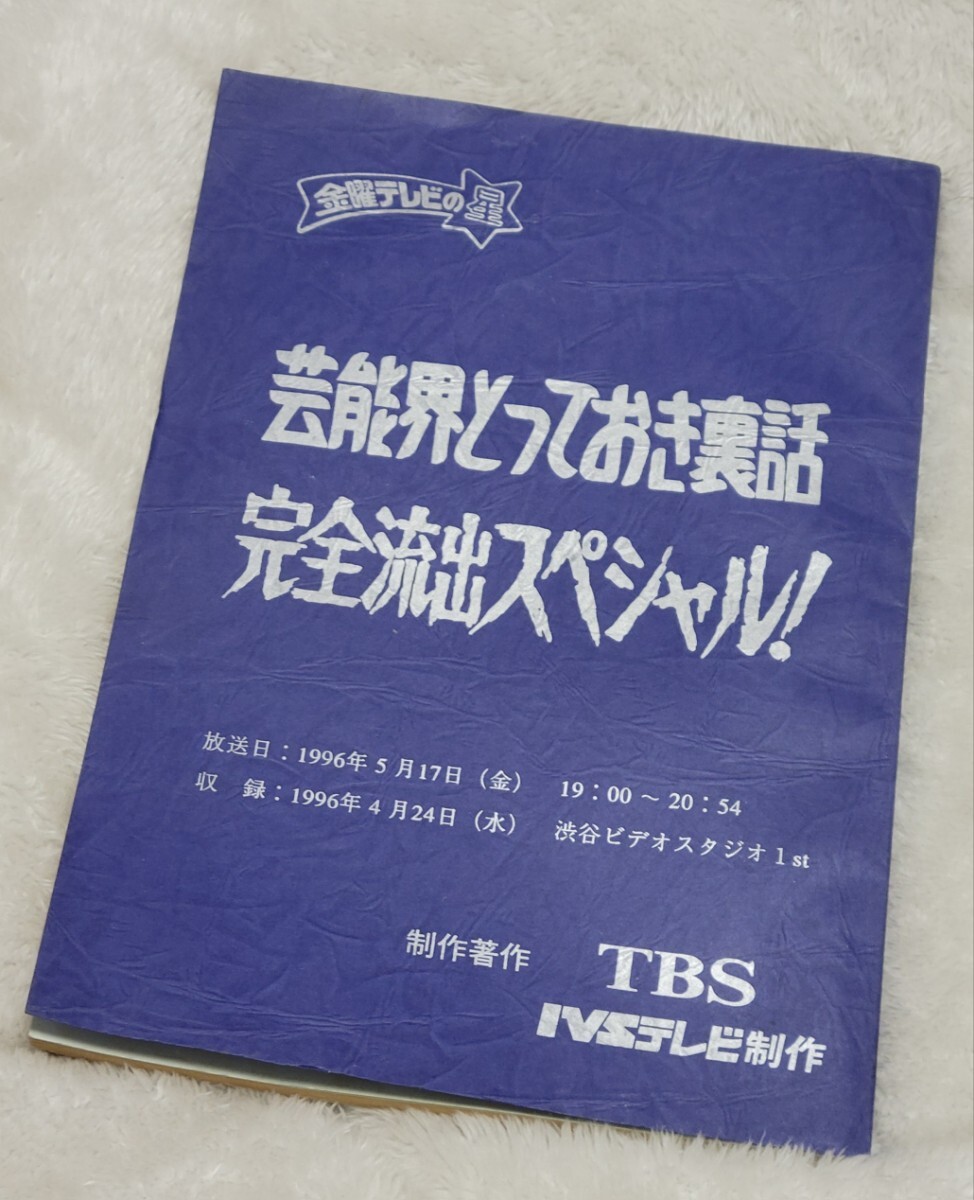 金曜テレビの星
芸能界とっておき裏話
完全流出スペシャル!
放送日：1996年5月17日（金） 19：00～20：54
収 録：1996年4月24日（水） 渋谷ビデオスタジオ1st
制作著作 TBS
IVSテレビ制作